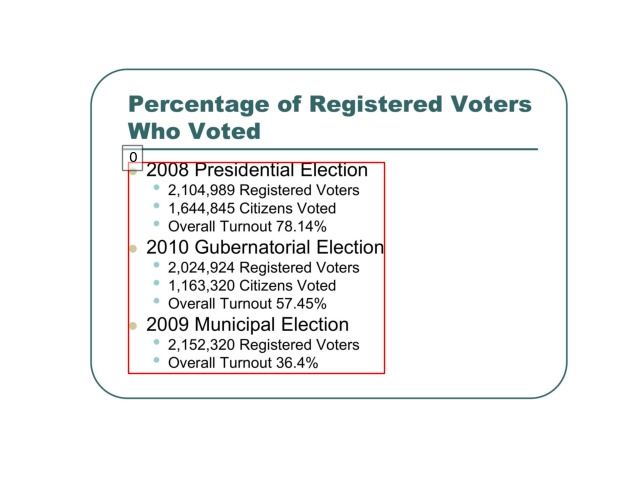 Percentage of Registered Voters
Who Voted
0
2008 Presidential Election
2,104,989 Registered Voters
1,644,845 Citizens Voted
Overall Turnout 78.14%
2010 Gubernatorial Election
2,024,924 Registered Voters
1,163,320 Citizens Voted
Overall Turnout 57.45%
2009 Municipal Election
2,152,320 Registered Voters
Overall Turnout 36.4%